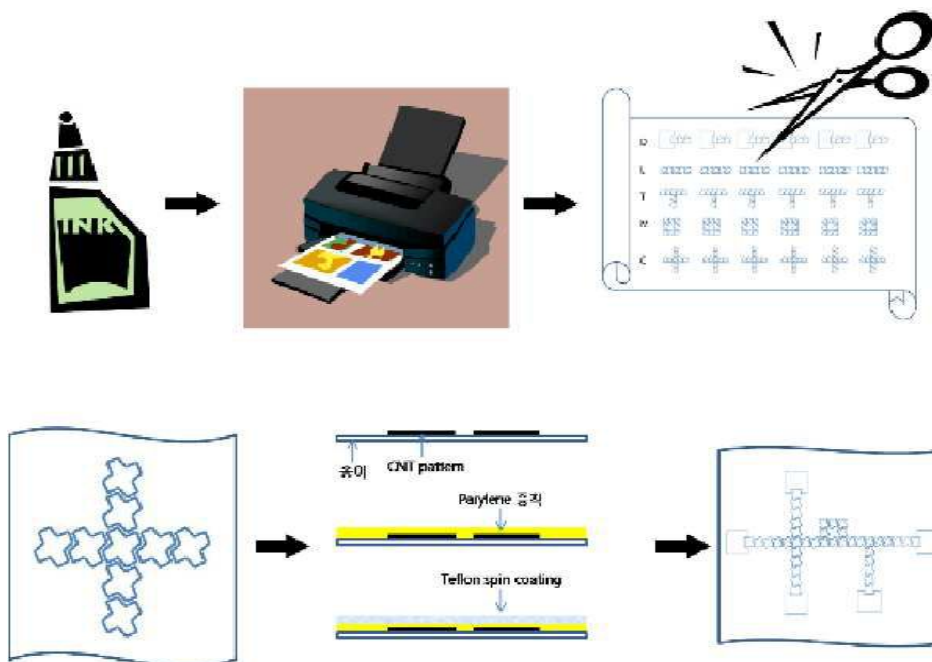 INK
D
L
T
W
C
종이
CNT pattern
Parylene 증착
Teflon spin coating